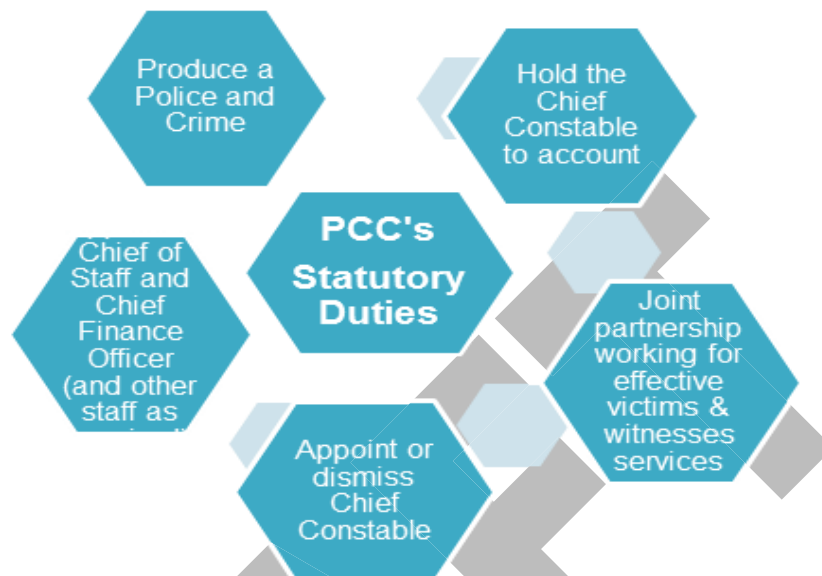 Produce a
Police and
Crime
Hold the
Chief
Constable
to account
PCC's
Statutory
Duties
Chief of
Staff and
Chief
Finance
Officer
(and other
staff as
Joint
partnership
working for
effective
victims &
witnesses
services
Appoint or
dismiss
Chief
Constable